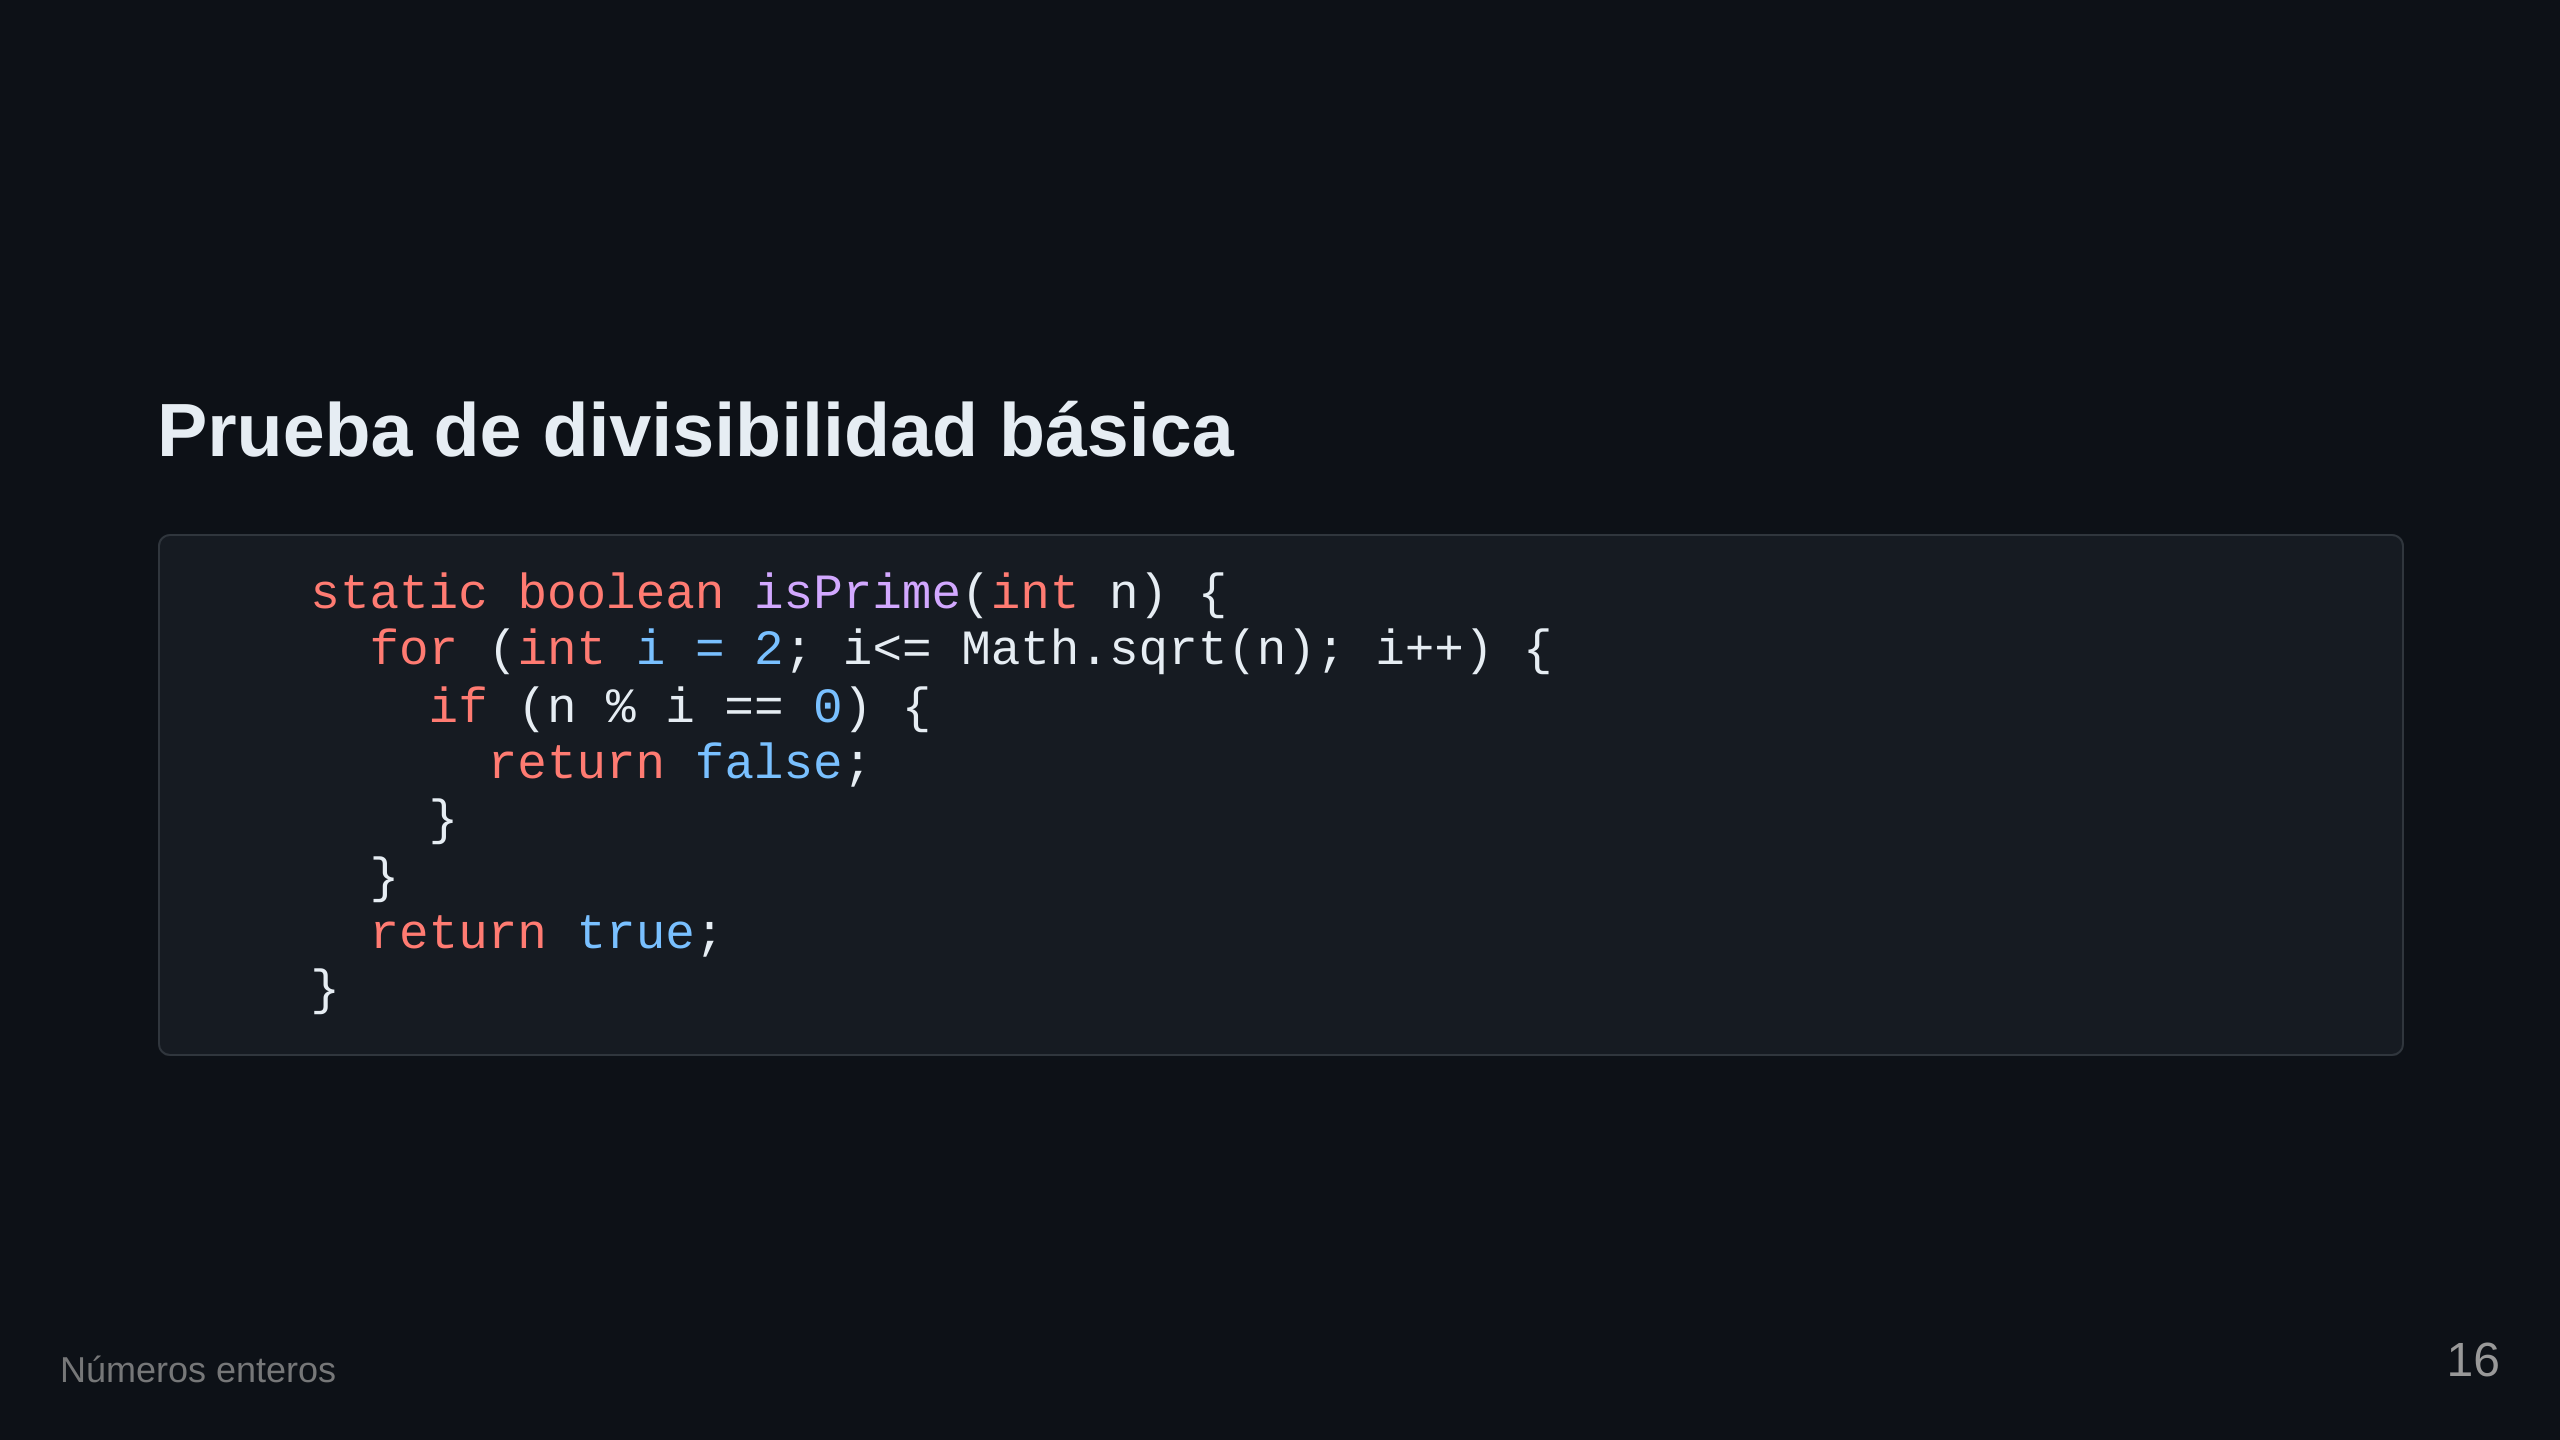 Prueba de divisibilidad básica
static boolean isPrime(int n) {
  for (int i = 2; i<= Math.sqrt(n); i++) {
    if (n % i == 0) {
      return false;
    }
  }
  return true;
}
Números enteros
16